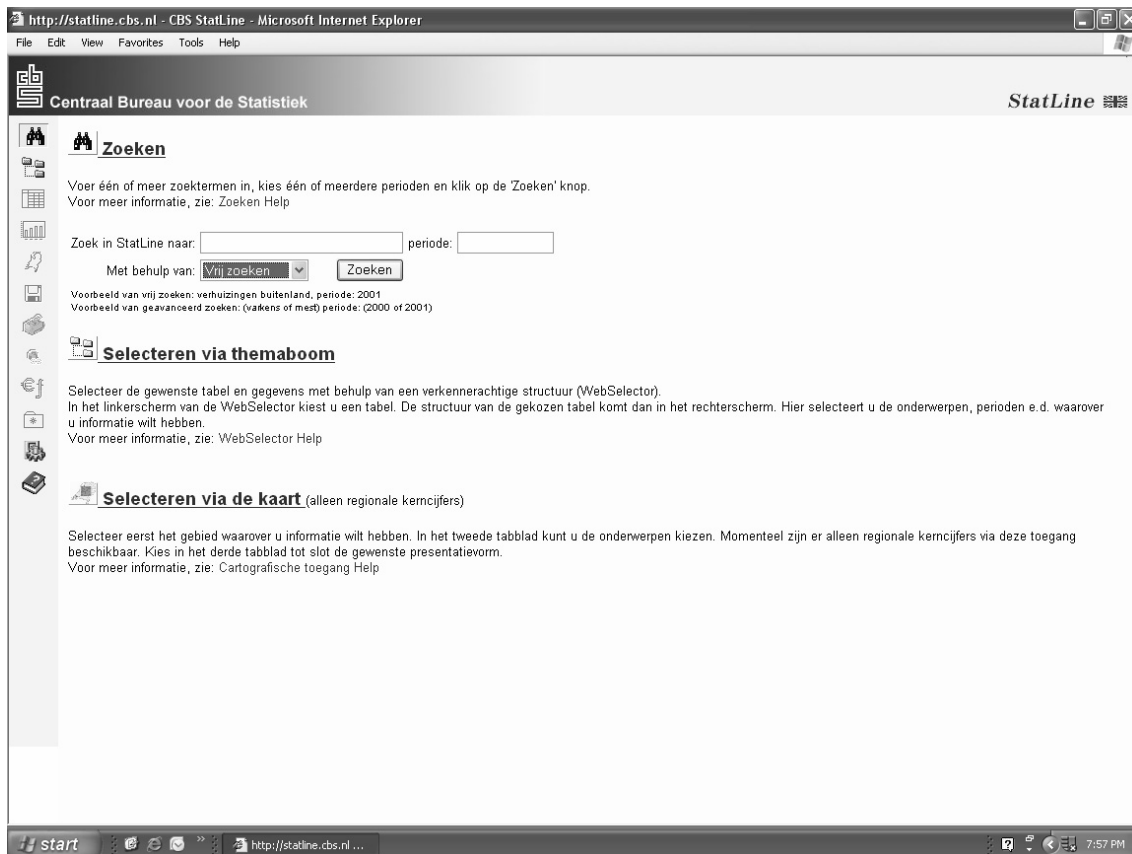 http://statline.cbs.nl - CBS StatLine - Microsoft Internet Explorer
File Edit View Favorites Tools Help
cbs
Centraal Bureau voor de Statistiek
StatLine
Zoeken
Voer één of meer zoektermen in, kies één of meerdere perioden en klik op de 'Zoeken' knop.
Voor meer informatie, zie: Zoeken Help
Zoek in StatLine naar: periode:
Met behulp van: Vrij zoeken Zoeken
Voorbeeld van vrij zoeken: verhuizingen buitenland, periode: 2001
Voorbeeld van geavanceerd zoeken: (varkens of mest) periode: (2000 of 2001)
Selecteren via themaboom
Selecteer de gewenste tabel en gegevens met behulp van een verkennerachtige structuur (WebSelector).
In het linkerscherm van de WebSelector kiest u een tabel. De structuur van de gekozen tabel komt dan in het rechterscherm. Hier selecteert u de onderwerpen, perioden e.d. waarover
u informatie wilt hebben.
Voor meer informatie, zie: WebSelector Help
€ƒ
Selecteren via de kaart (alleen regionale kerncijfers)
Selecteer eerst het gebied waarover u informatie wilt hebben. In het tweede tabblad kunt u de onderwerpen kiezen. Momenteel zijn er alleen regionale kerncijfers via deze toegang
beschikbaar. Kies in het derde tabblad tot slot de gewenste presentatievorm.
Voor meer informatie, zie: Cartografische toegang Help
start http://statline.cbs.nl ... 7:57 PM